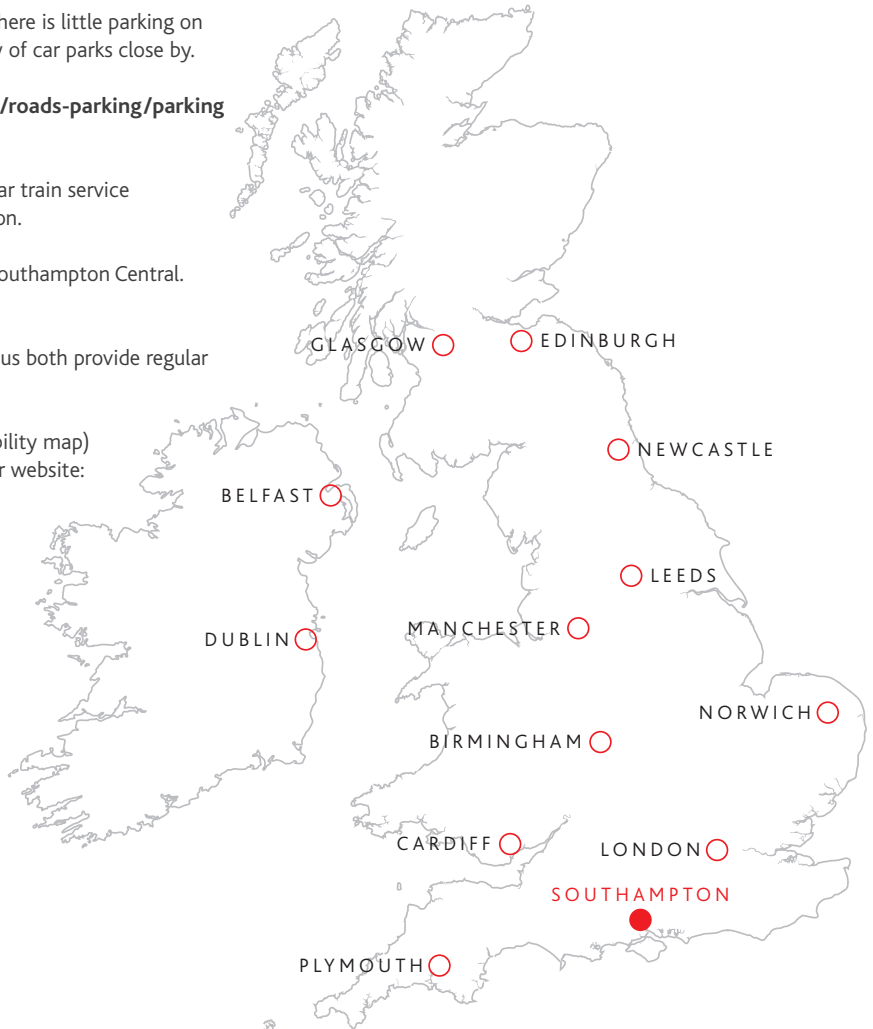 here is little parking on
of car parks close by.
/roads-parking/parking
ar train service
on.
outhampton Central.
us both provide regular
bility map)
r website:
GLASGOW
EDINBURGH
NEWCASTLE
BELFAST
LEEDS
MANCHESTER
DUBLIN
NORWICH
BIRMINGHAM
CARDIFF
LONDON
SOUTHAMPTON
PLYMOUTH